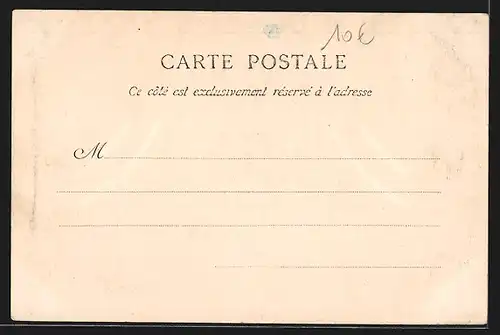 10€
CARTE POSTALE
Ce côté est exclusivement réservé à l'adresse
M